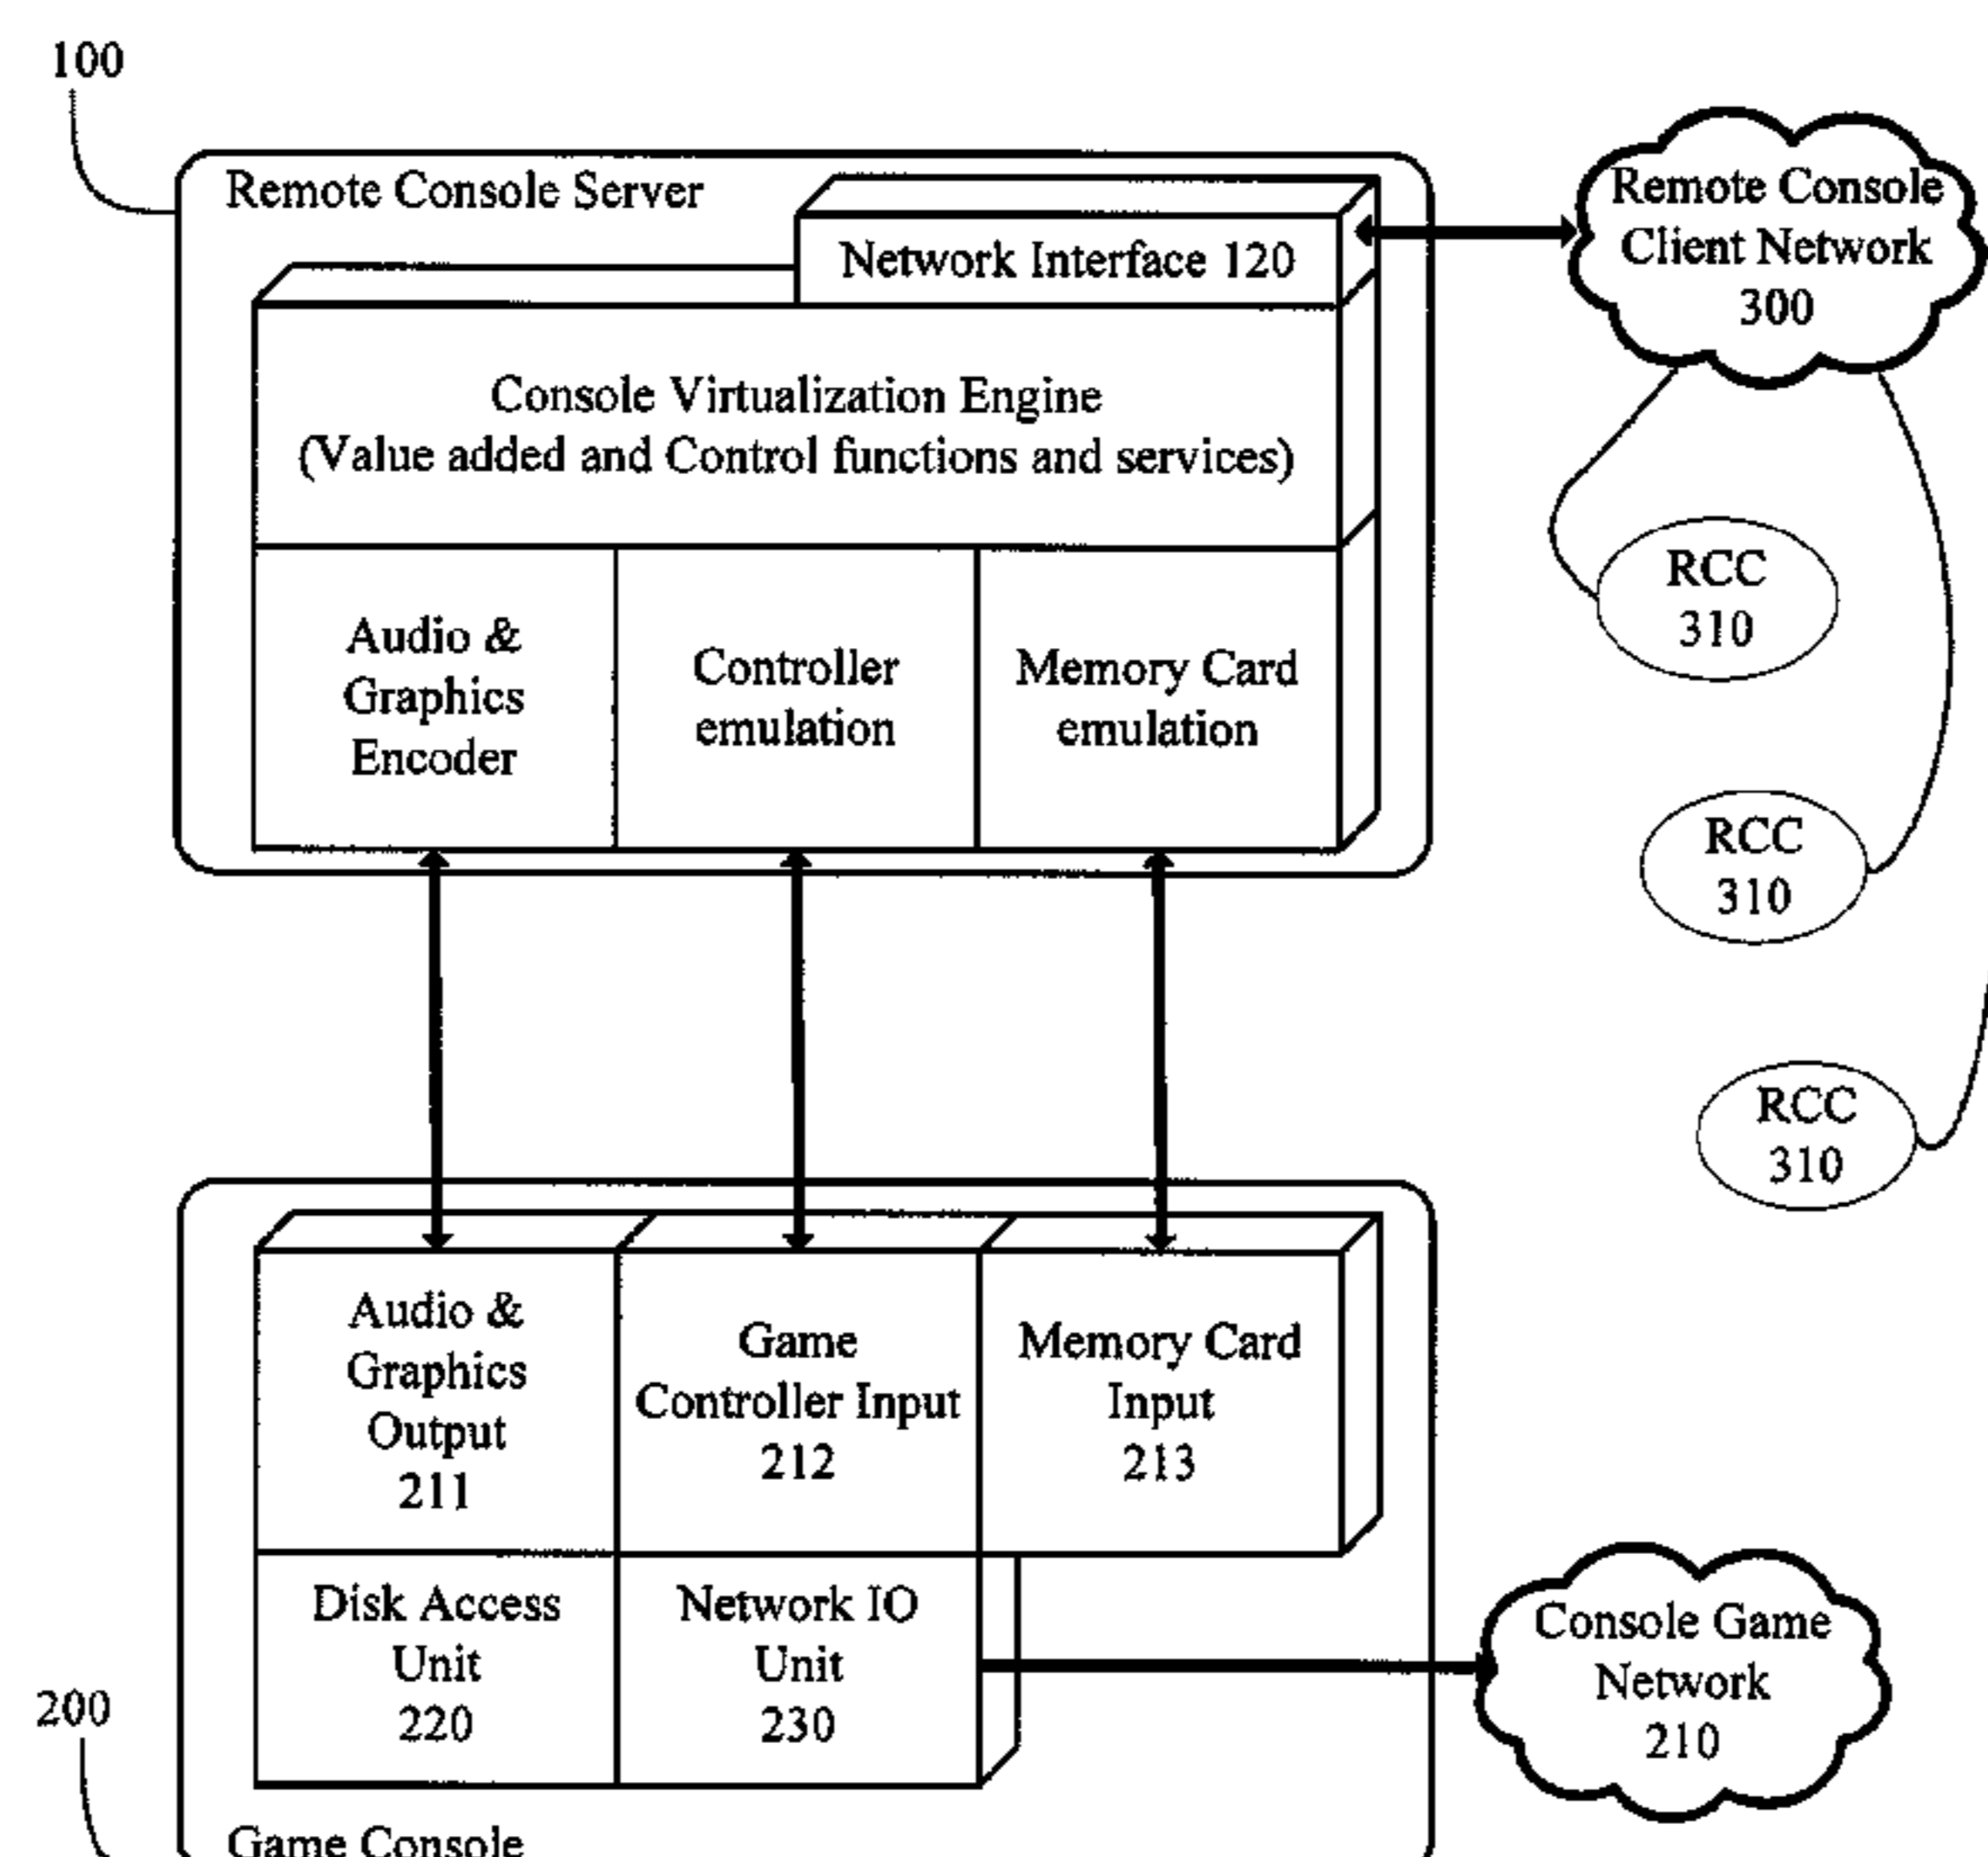 100
Remote Console Server
Network Interface 120
Console Virtualization Engine
(Value added and Control functions and services)
Audio &
Graphics
Encoder
Controller
emulation
Memory Card
emulation
Remote Console
Client Network
300
RCC
310
RCC
310
RCC
310
Audio &
Graphics
Output
211
Game
Controller Input
212
Memory Card
Input
213
Disk Access
Unit
220
Network IO
Unit
230
Console Game
Network
210
200
Game Console